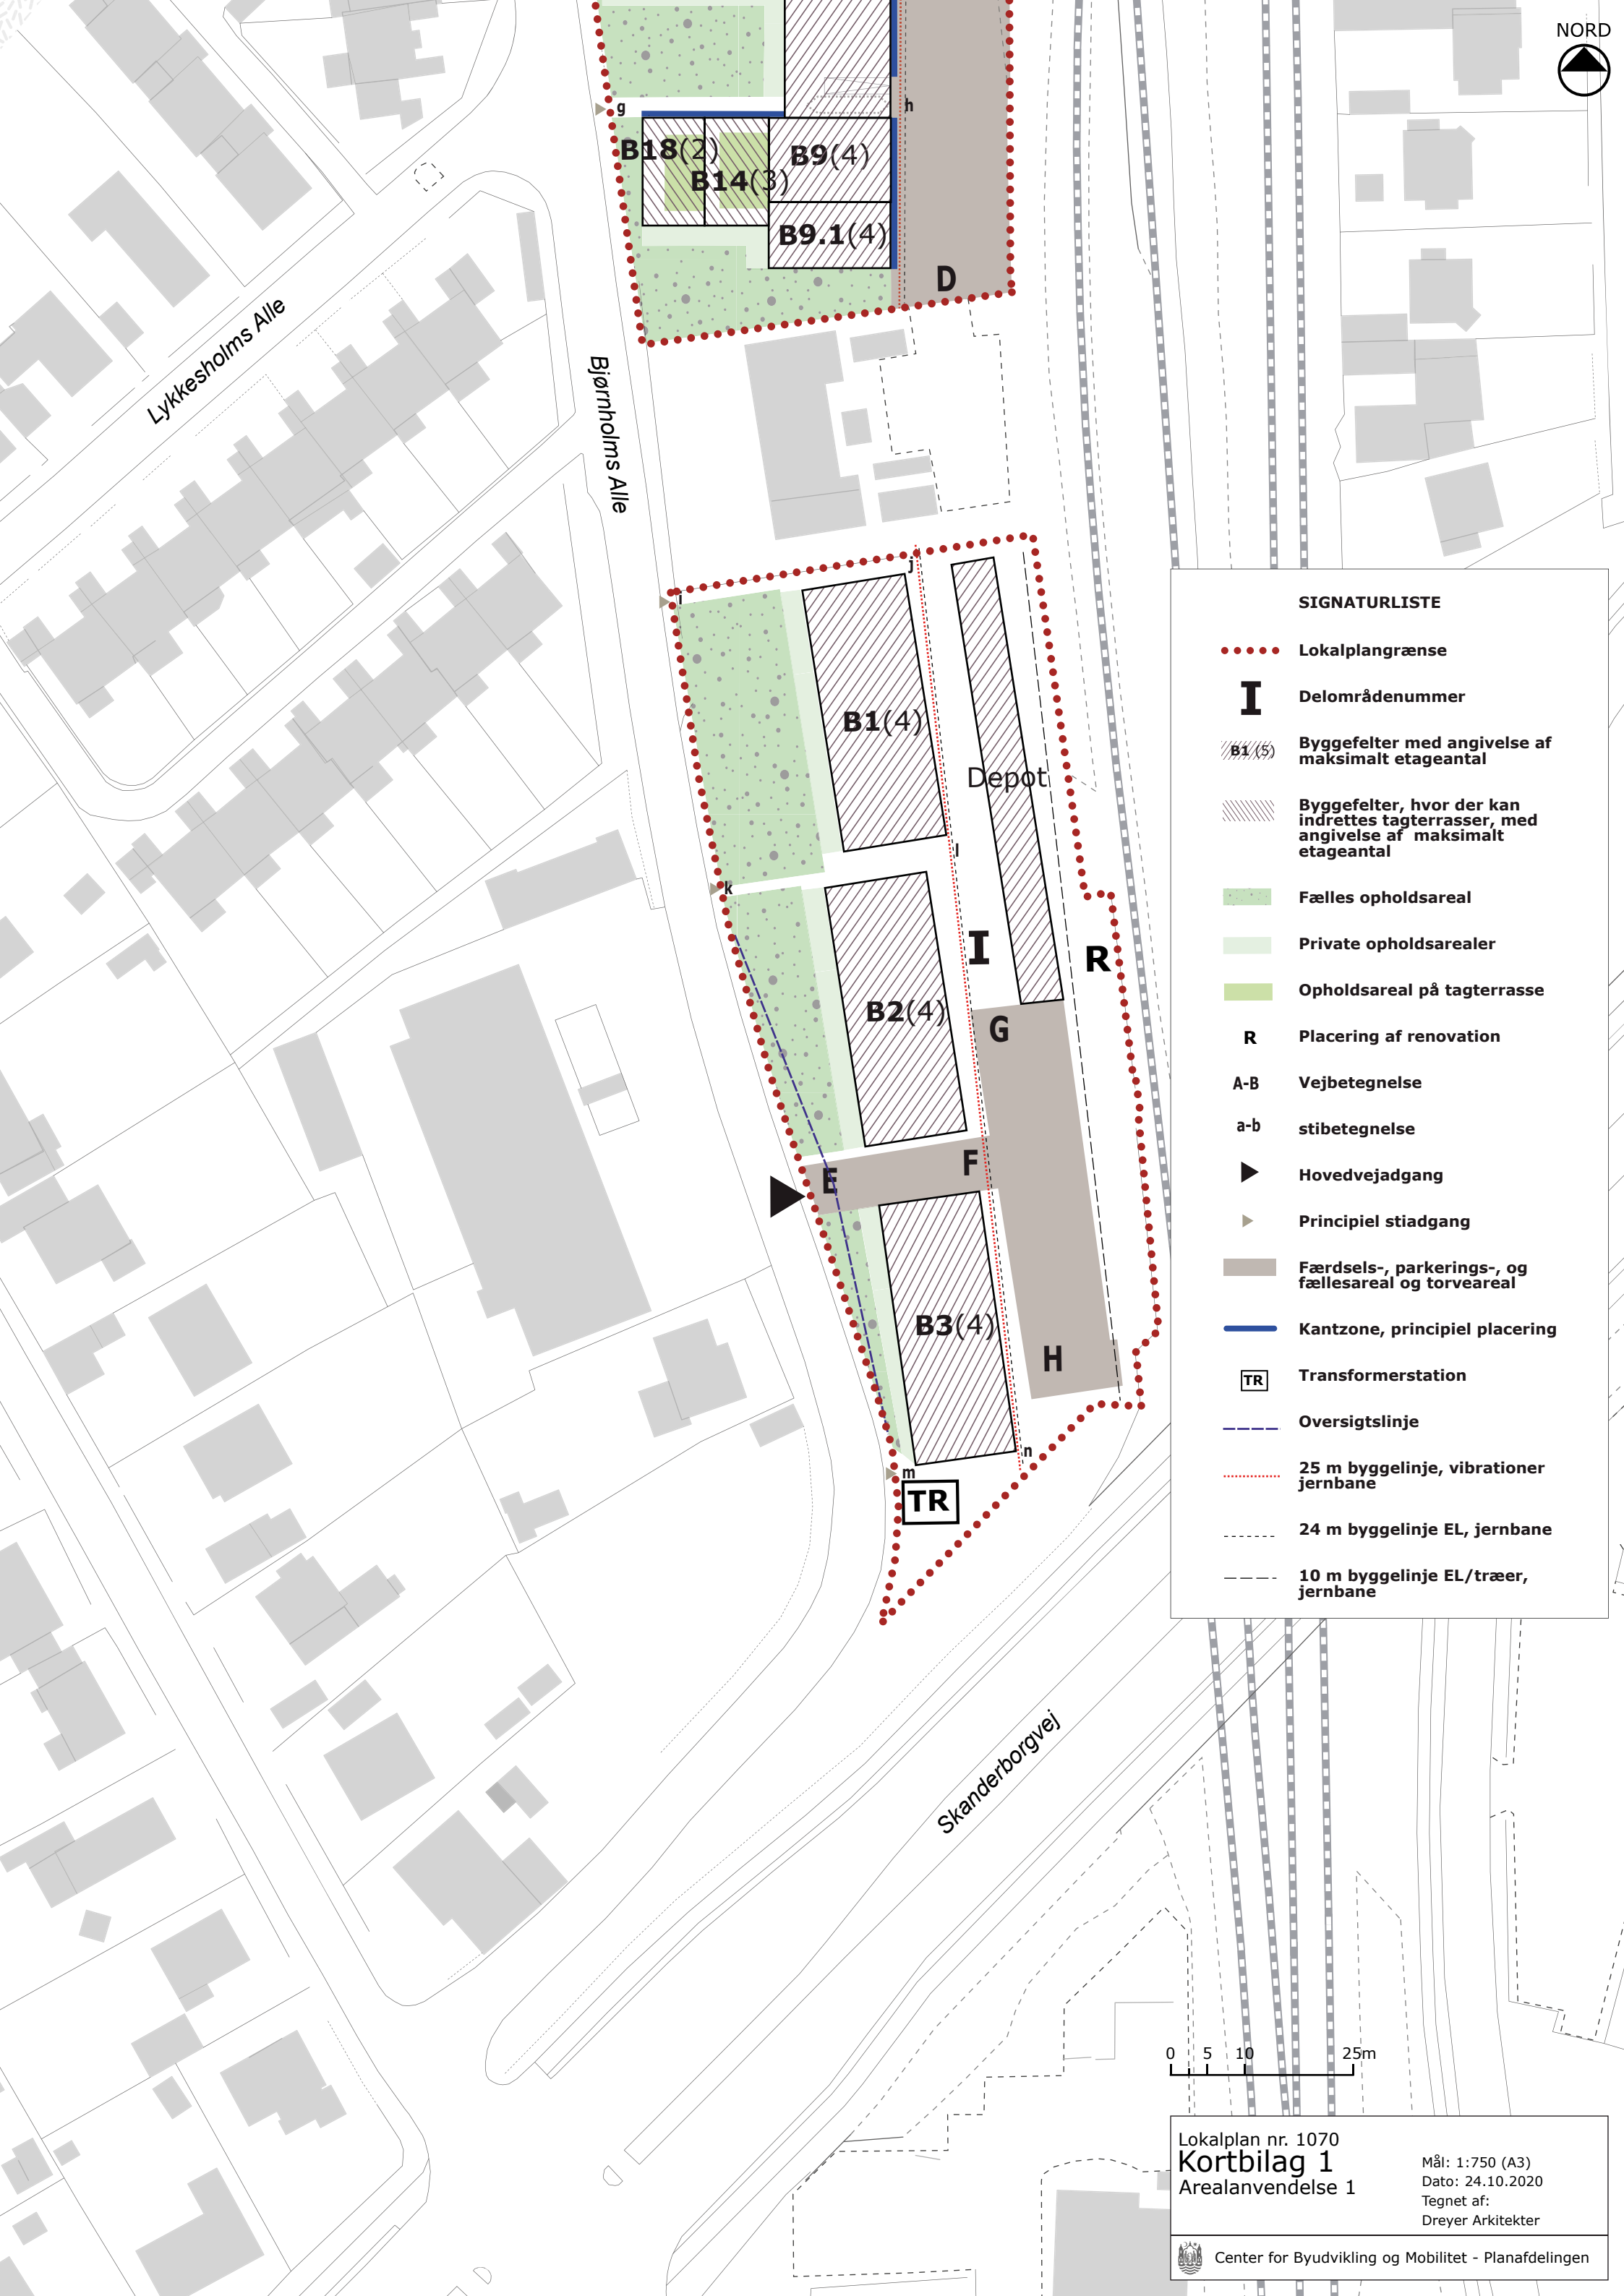 NORD
g
h
B18(2)
B9(4)
B14(3)
B9.1(4)
D
Lykkesholms Alle
Bjørnholms Alle
j
i
B1(4)
Depot
l
k
I
R
B2(4)
G
F
E
B3(4)
H
n
m
TR
Skanderborgvej
SIGNATURLISTE
Lokalplangrænse
I Delområdenummer
B1 (5) Byggefelter med angivelse af
maksimalt etageantal
Byggefelter, hvor der kan
indrettes tagterrasser, med
angivelse af maksimalt
etageantal
Fælles opholdsareal
Private opholdsarealer
Opholdsareal på tagterrasse
R Placering af renovation
A-B Vejbetegnelse
a-b stibetegnelse
Hovedvejadgang
Principiel stiadgang
Færdsels-, parkerings-, og
fællesareal og torveareal
Kantzone, principiel placering
TR Transformerstation
Oversigtslinje
25 m byggelinje, vibrationer
jernbane
24 m byggelinje EL, jernbane
10 m byggelinje EL/træer,
jernbane
0 5 10 25m
Lokalplan nr. 1070
Kortbilag 1
Arealanvendelse 1
Mål: 1:750 (A3)
Dato: 24.10.2020
Tegnet af:
Dreyer Arkitekter
Center for Byudvikling og Mobilitet - Planafdelingen